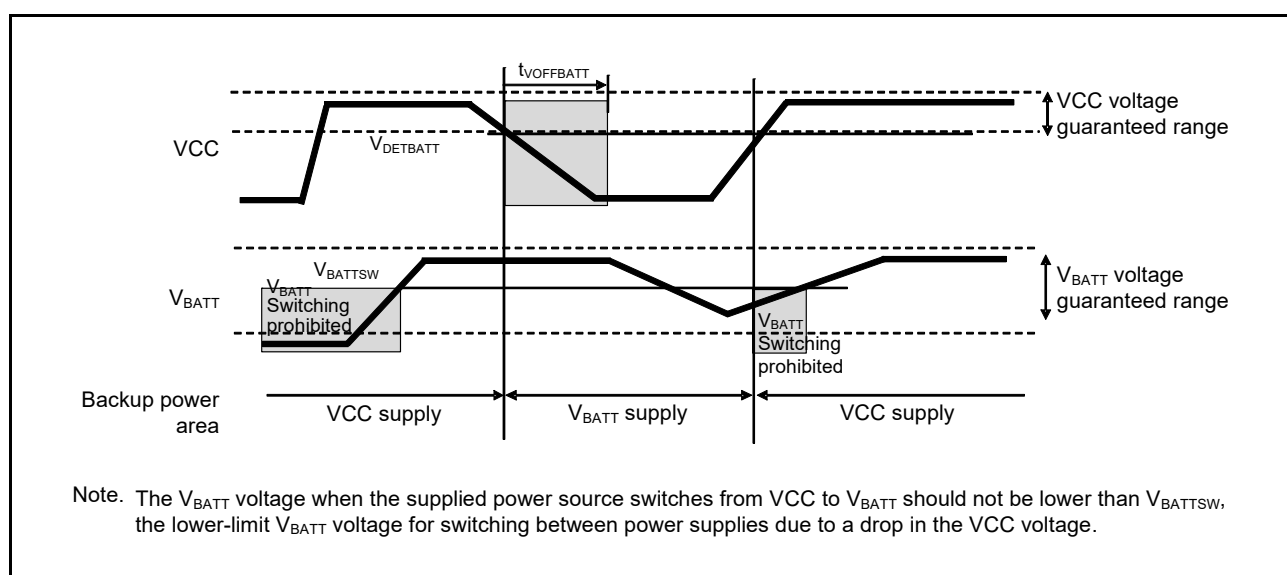 tVOFFBATT
VCC voltage
guaranteed range
VCC
VDETBATT
VBATTSW
VBATT
Switching
prohibited
VBATT
VBATT voltage
guaranteed range
VBATT
Switching
prohibited
Backup power
area
VCC supply
VBATT supply
VCC supply
Note. The VBATT voltage when the supplied power source switches from VCC to VBATT should not be lower than VBATTSW,
the lower-limit VBATT voltage for switching between power supplies due to a drop in the VCC voltage.